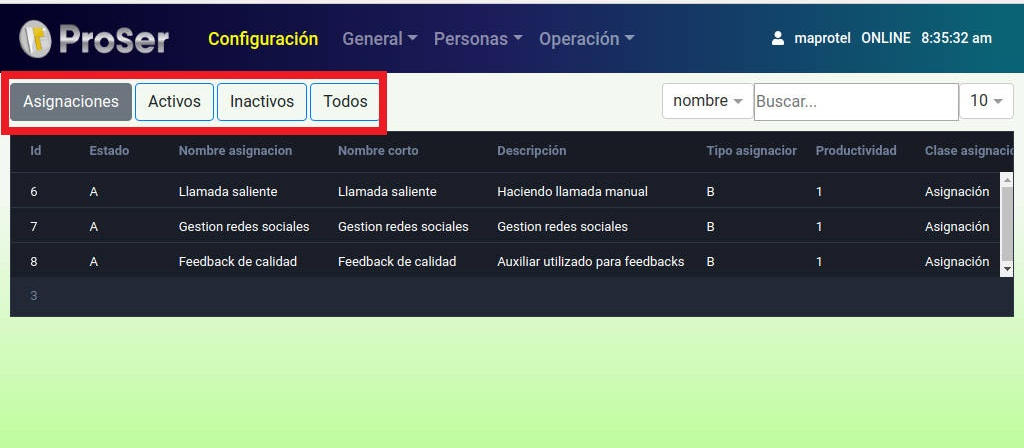 ProSer Configuración General Personas Operación maprotel ONLINE 8:35:32 am
Asignaciones Activos Inactivos Todos nombre Buscar... 10
Id Estado Nombre asignacion Nombre corto Descripción Tipo asignacior Productividad Clase asignació
6 A Llamada saliente Llamada saliente Haciendo llamada manual B 1 Asignación
7 A Gestion redes sociales Gestion redes sociales Gestion redes sociales B 1 Asignación
8 A Feedback de calidad Feedback de calidad Auxiliar utilizado para feedbacks B 1 Asignación
3